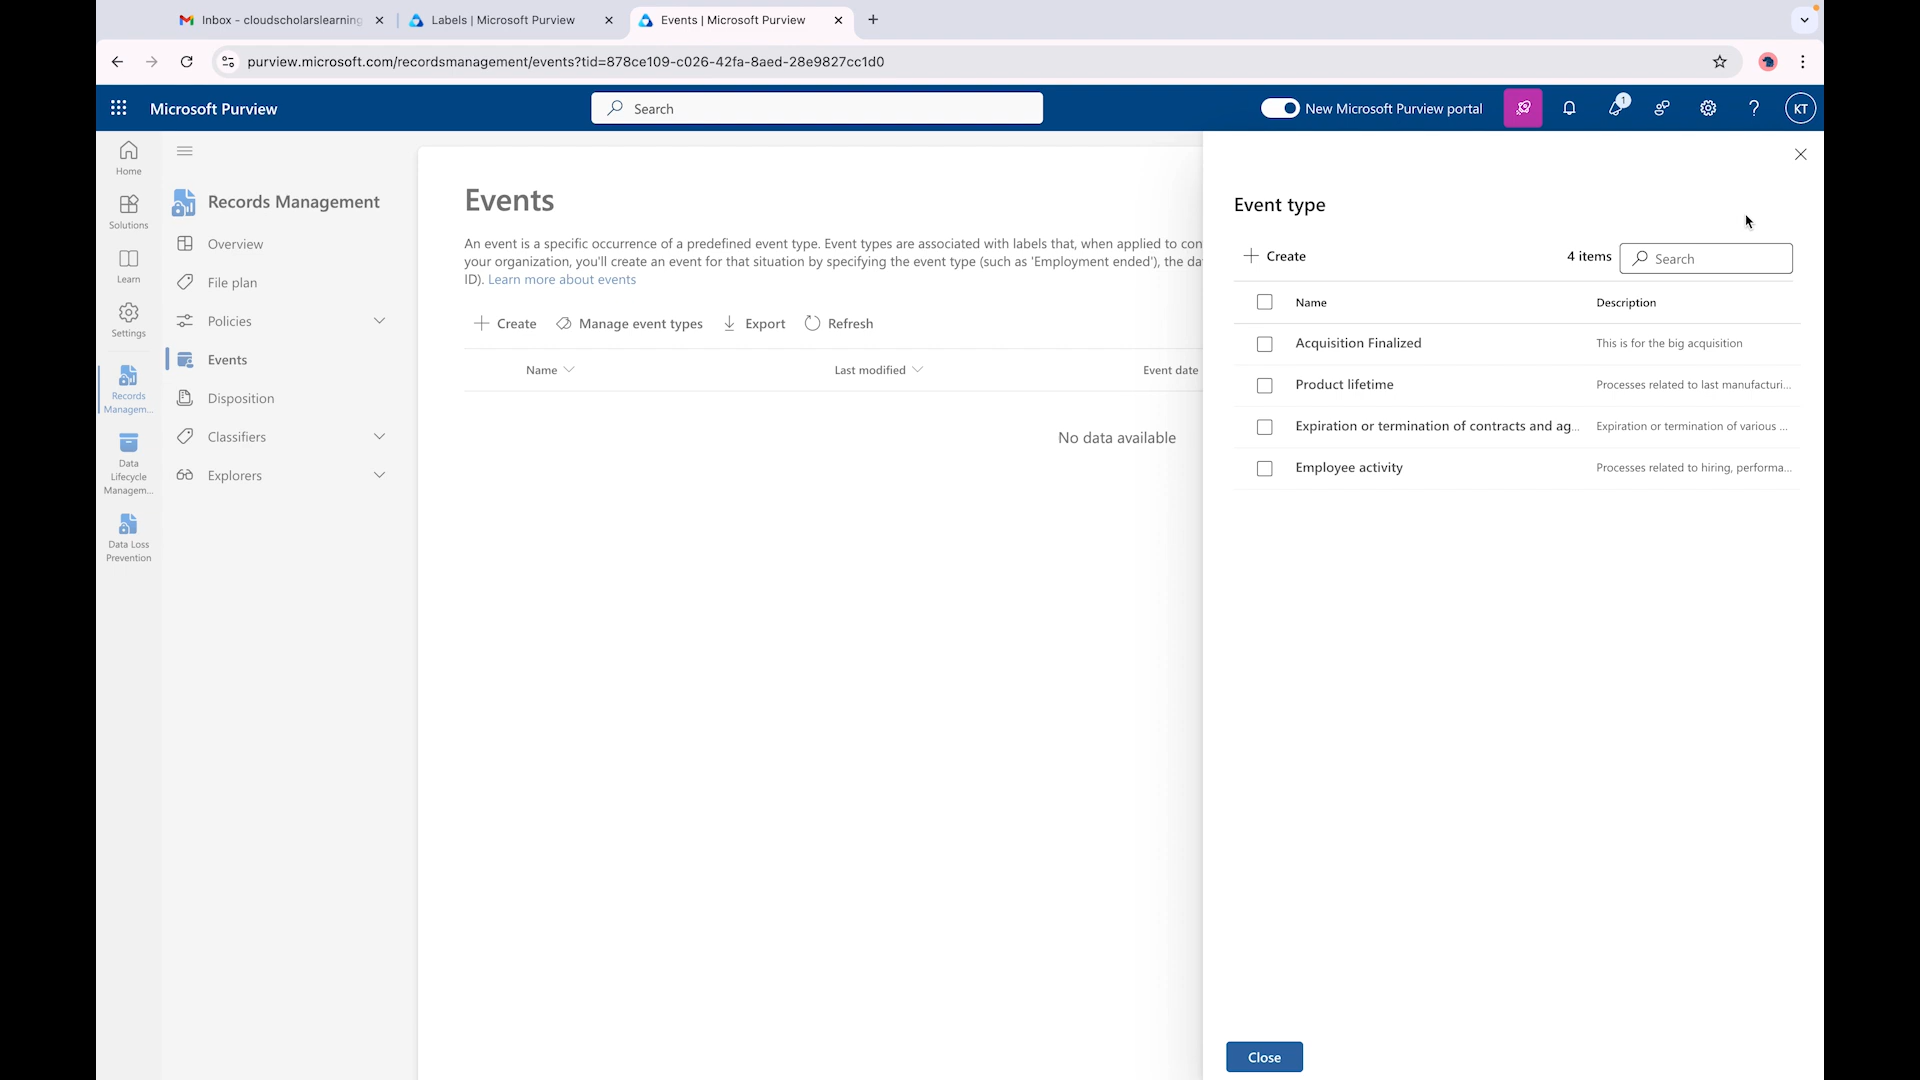 Inbox - cloudscholarslearning
Labels | Microsoft Purview
Events | Microsoft Purview
purview.microsoft.com/recordsmanagement/events?tid=878ce109-c026-42fa-8aed-28e9827cc1d0
Microsoft Purview
Search
New Microsoft Purview portal
1
KT
Home
Solutions
Learn
Settings
Records
Managem...
Data
Lifecycle
Managem...
Data Loss
Prevention
Records Management
Overview
File plan
Policies
Events
Disposition
Classifiers
Explorers
Events
An event is a specific occurrence of a predefined event type. Event types are associated with labels that, when applied to con
your organization, you'll create an event for that situation by specifying the event type (such as 'Employment ended'), the da
ID). Learn more about events
Create
Manage event types
Export
Refresh
Name
Last modified
Event date
No data available
Event type
Create
4 items
Search
Name
Description
Acquisition Finalized
This is for the big acquisition
Product lifetime
Processes related to last manufacturi...
Expiration or termination of contracts and ag...
Expiration or termination of various ...
Employee activity
Processes related to hiring, performa...
Close